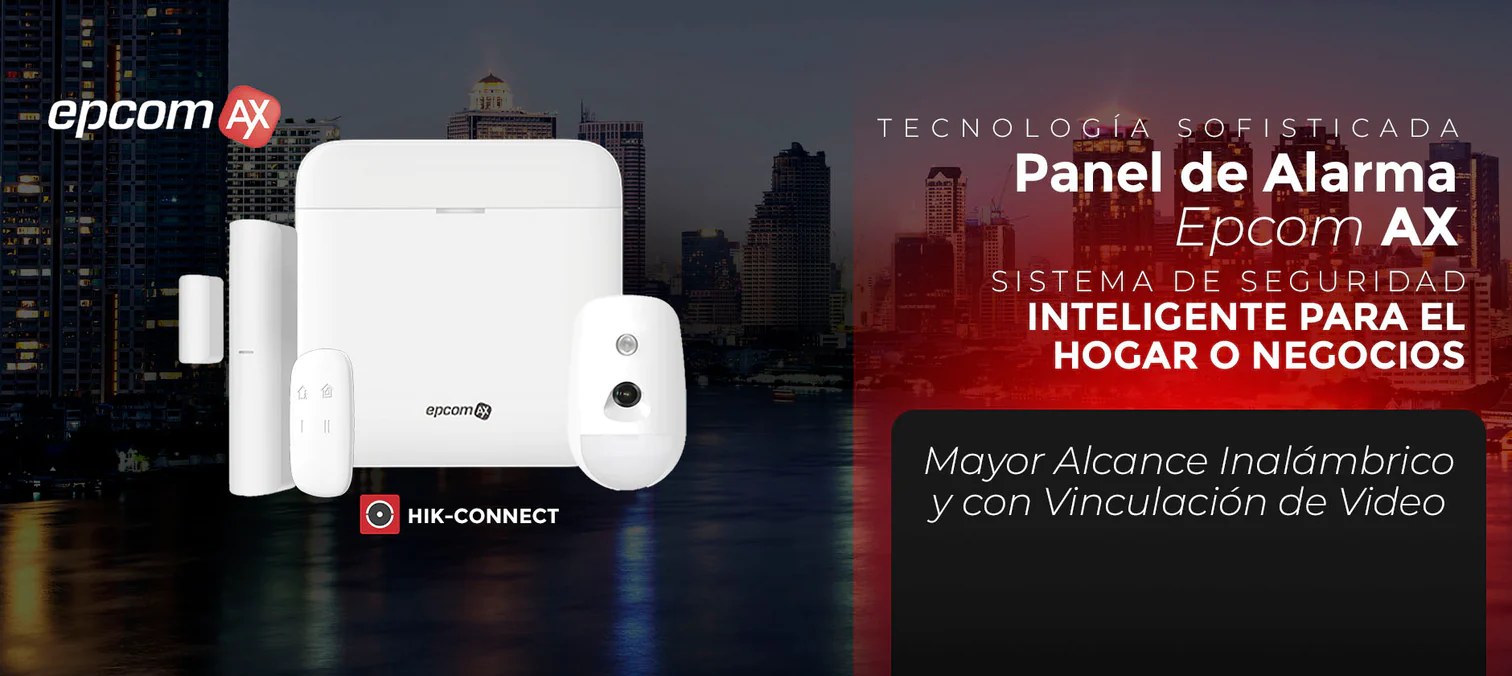 epcom AX
epcom AX
HIK-CONNECT
TECNOLOGÍA SOFISTICADA
Panel de Alarma
Epcom AX
SISTEMA DE SEGURIDAD
INTELIGENTE PARA EL
HOGAR O NEGOCIOS
Mayor Alcance Inalámbrico
y con Vinculación de Video